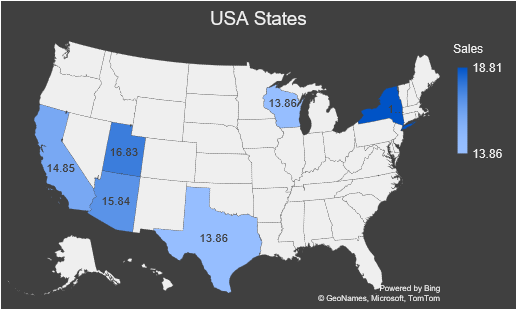 USA States
Sales
18.81
13.86
13.86
16.83
14.85
15.84
13.86
Powered by Bing
© GeoNames, Microsoft, TomTom